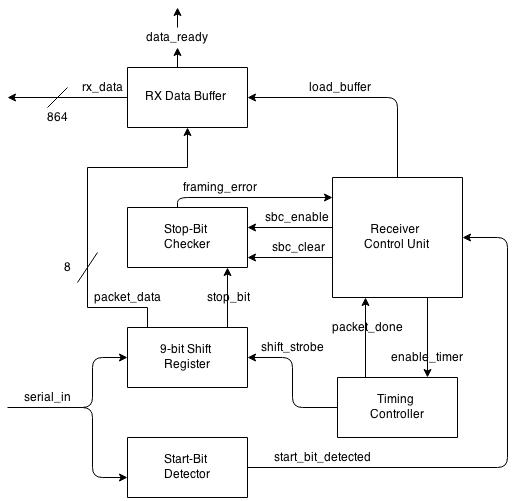 data_ready
rx_data
RX Data Buffer
load_buffer
864
framing_error
Stop-Bit
Checker
sbc_enable
sbc_clear
Receiver
Control Unit
8
packet_data
stop_bit
packet_done
enable_timer
9-bit Shift
Register
shift_strobe
serial_in
Timing
Controller
Start-Bit
Detector
start_bit_detected